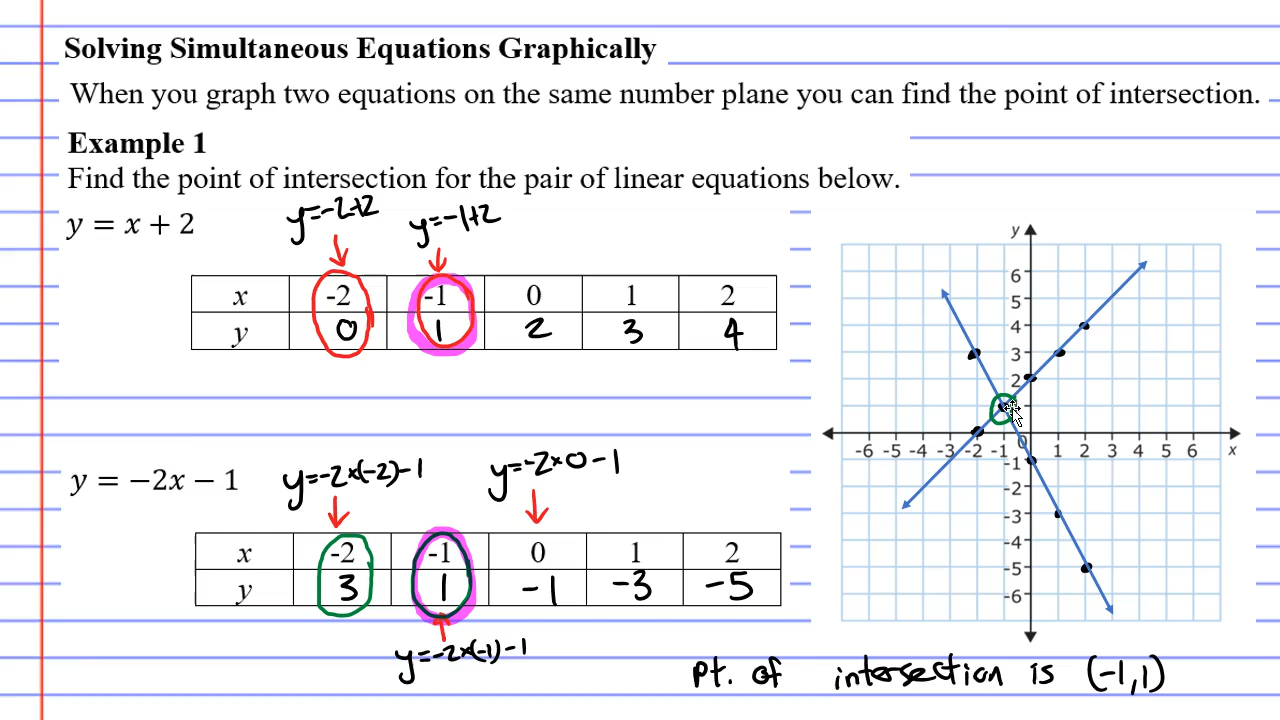 Solving Simultaneous Equations Graphically
When you graph two equations on the same number plane you can find the point of intersection.
Example 1
Find the point of intersection for the pair of linear equations below.
y = x + 2
y=-2+2
y=-1+2
x -2 -1 0 1 2
y 0 1 2 3 4
y = −2x − 1
y=-2×(-2)-1
y=-2×0-1
x -2 -1 0 1 2
y 3 1 -1 -3 -5
y=-2×(-1)-1
y
6
5
4
3
2
-6 -5 -4 -3 -2 -1 0 1 2 3 4 5 6 x
-1
-2
-3
-4
-5
-6
Pt. of intersection is (-1,1)